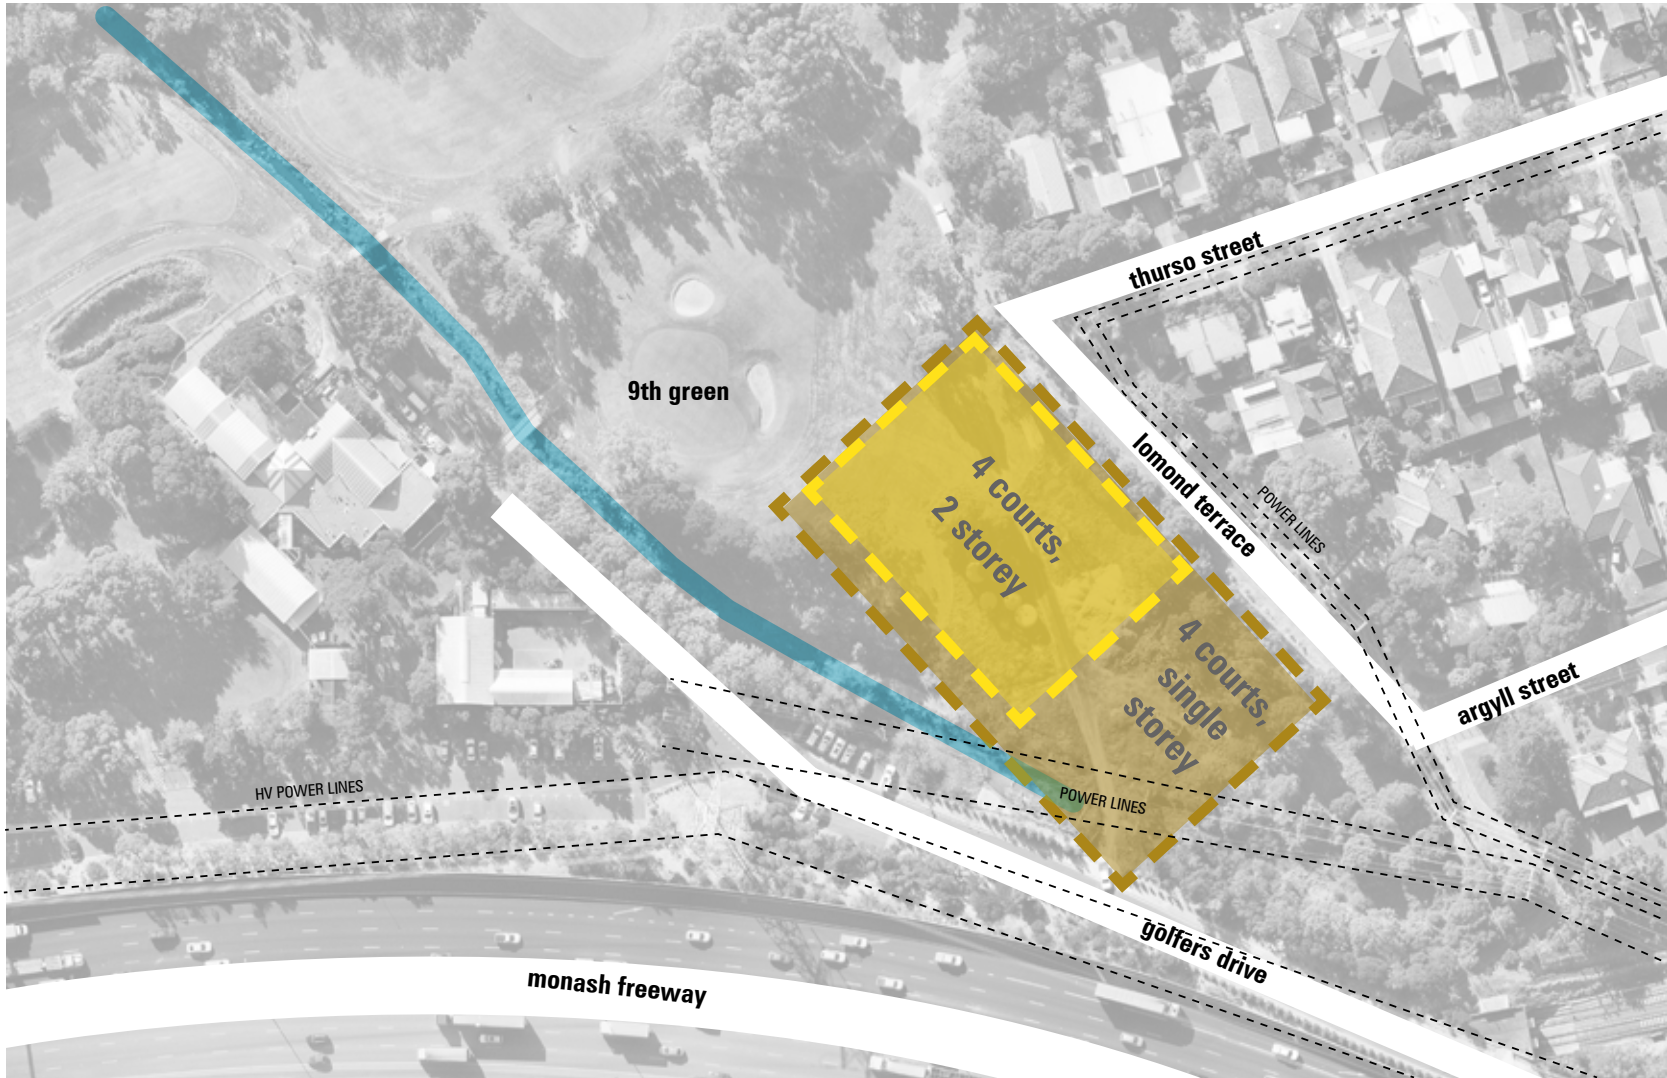 thurso street
9th green
lomond terrace
4 courts,
2 storey
POWER LINES
4 courts,
single
storey
argyll street
HV POWER LINES
POWER LINES
golfers drive
monash freeway